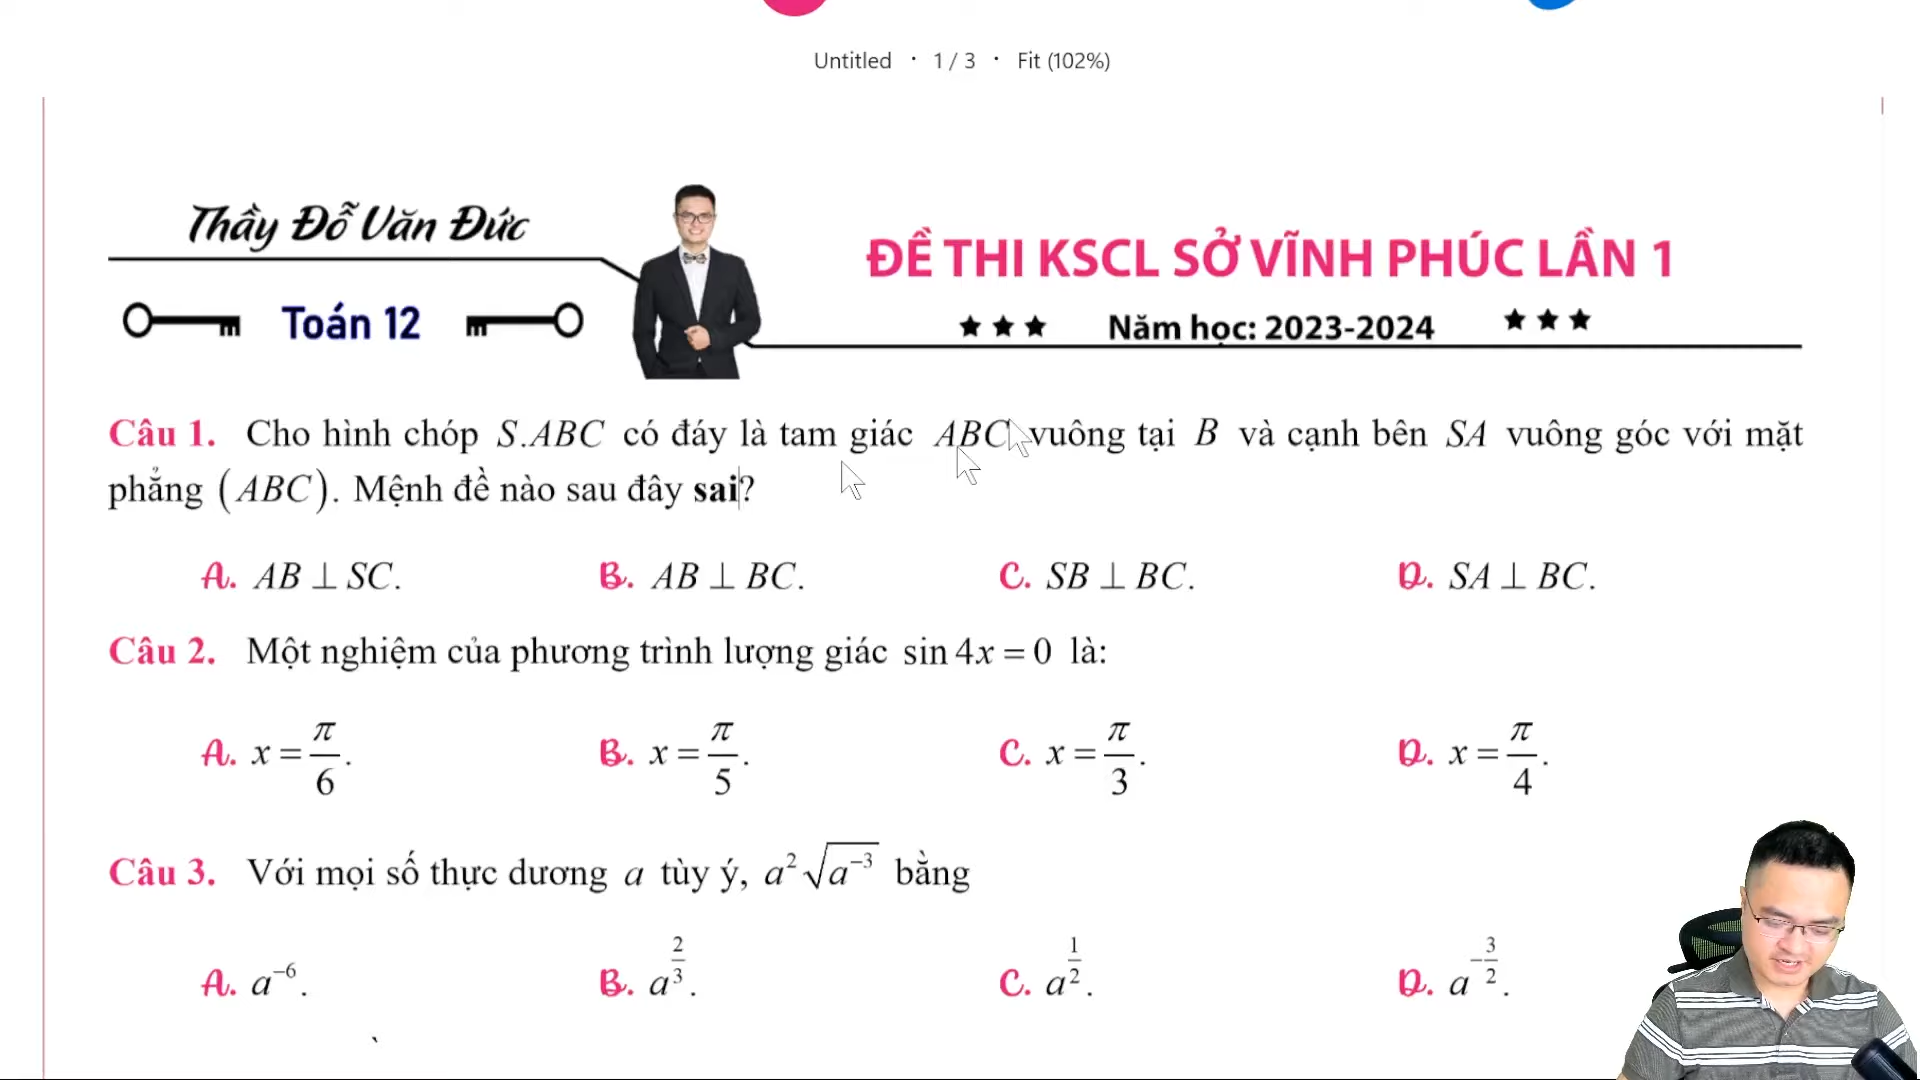 Untitled · 1 / 3 · Fit (102%)
Thầy Đỗ Văn Đức
ĐỀ THI KSCL SỞ VĨNH PHÚC LẦN 1
Toán 12
★ ★ ★ Năm học: 2023-2024 ★ ★ ★
Câu 1. Cho hình chóp S.ABC có đáy là tam giác ABC vuông tại B và cạnh bên SA vuông góc với mặt
phẳng (ABC). Mệnh đề nào sau đây sai?
A. AB ⊥ SC. B. AB ⊥ BC. C. SB ⊥ BC. D. SA ⊥ BC.
Câu 2. Một nghiệm của phương trình lượng giác sin 4x = 0 là:
A. x = π/6. B. x = π/5. C. x = π/3. D. x = π/4.
Câu 3. Với mọi số thực dương a tùy ý, a²√(a⁻³) bằng
A. a^(-6). B. a^(2/3). C. a^(1/2). D. a^(-3/2).